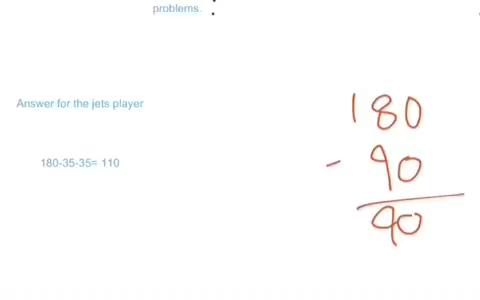 problems.
Answer for the jets player
180-35-35= 110
180
- 90
90